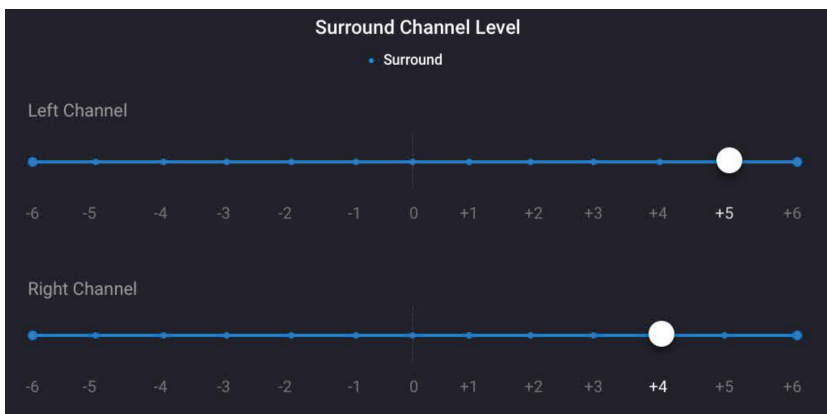 Surround Channel Level
Surround
Left Channel
-6 -5 -4 -3 -2 -1 0 +1 +2 +3 +4 +5 +6
Right Channel
-6 -5 -4 -3 -2 -1 0 +1 +2 +3 +4 +5 +6